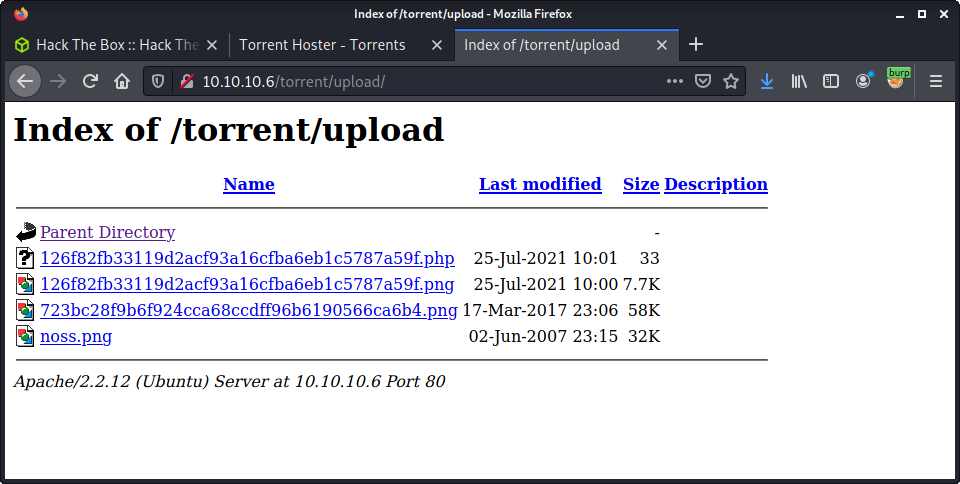 Index of /torrent/upload - Mozilla Firefox
Hack The Box :: Hack The
Torrent Hoster - Torrents
Index of /torrent/upload
10.10.10.6/torrent/upload/
burp
Index of /torrent/upload
Name Last modified Size Description
Parent Directory -
126f82fb33119d2acf93a16cfba6eb1c5787a59f.php 25-Jul-2021 10:01 33
126f82fb33119d2acf93a16cfba6eb1c5787a59f.png 25-Jul-2021 10:00 7.7K
723bc28f9b6f924cca68ccdff96b6190566ca6b4.png 17-Mar-2017 23:06 58K
noss.png 02-Jun-2007 23:15 32K
Apache/2.2.12 (Ubuntu) Server at 10.10.10.6 Port 80